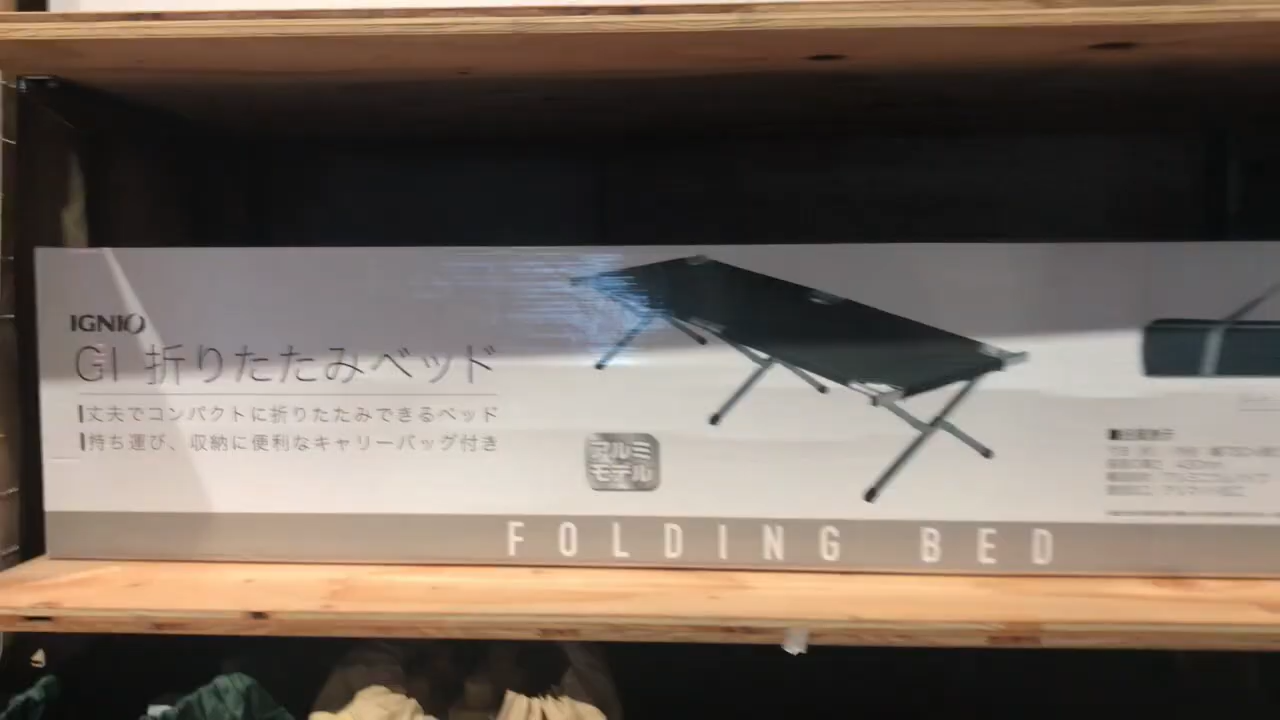 IGNIO
GI 折りたたみベッド
丈夫でコンパクトに折りたたみできるベッド
持ち運び、収納に便利なキャリーバッグ付き
アルミ
モデル
FOLDING BED